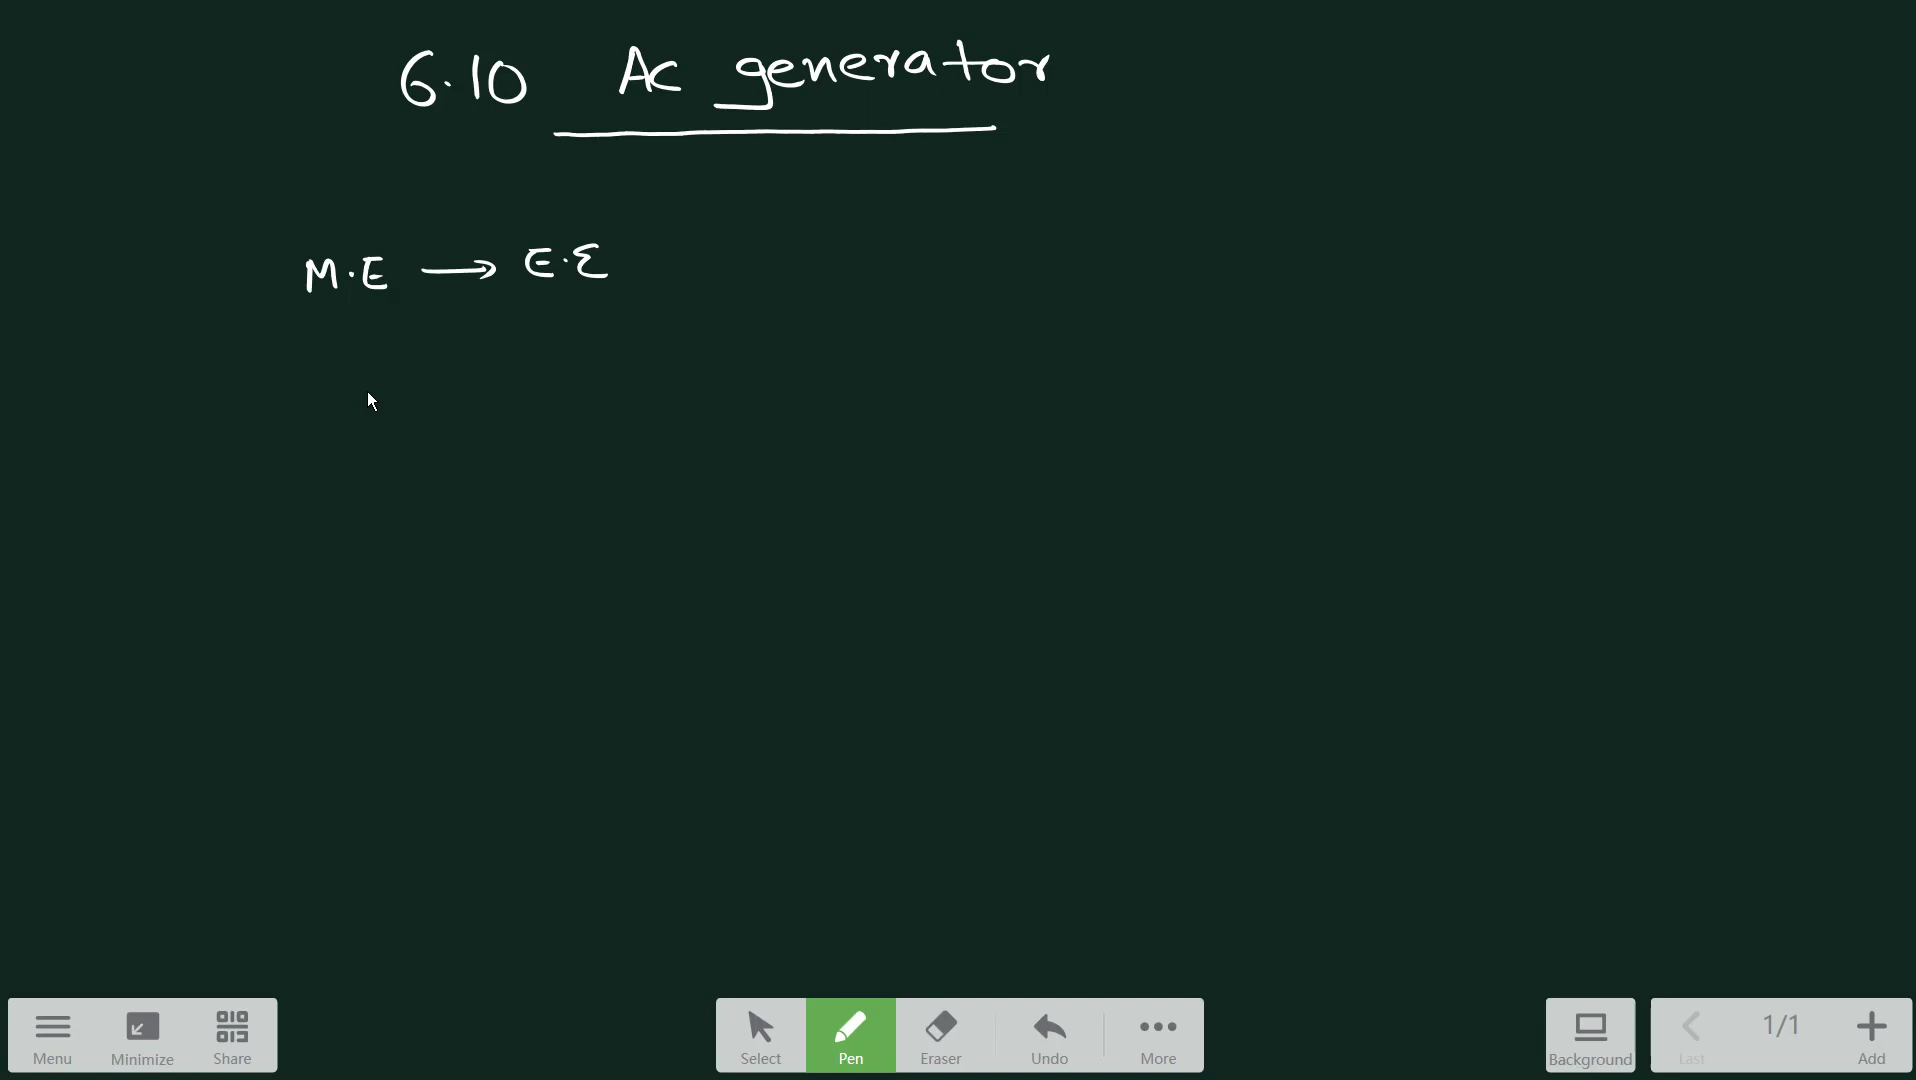 6.10 Ac generator
M.E → E.E
Menu Minimize Share Select Pen Eraser Undo More Background Last 1/1 Add